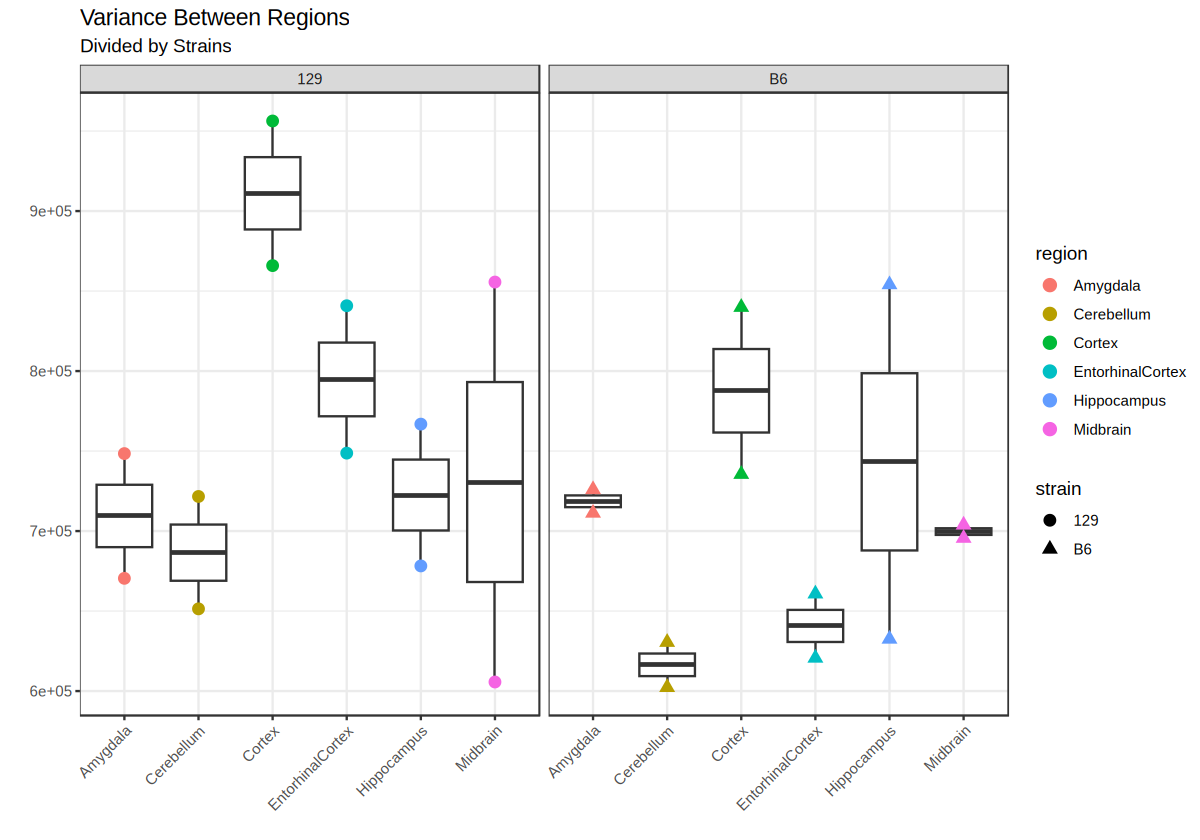 Variance Between Regions
Divided by Strains
129
B6
9e+05
8e+05
7e+05
6e+05
Amygdala
Cerebellum
Cortex
EntorhinalCortex
Hippocampus
Midbrain
Amygdala
Cerebellum
Cortex
EntorhinalCortex
Hippocampus
Midbrain
region
Amygdala
Cerebellum
Cortex
EntorhinalCortex
Hippocampus
Midbrain
strain
129
B6